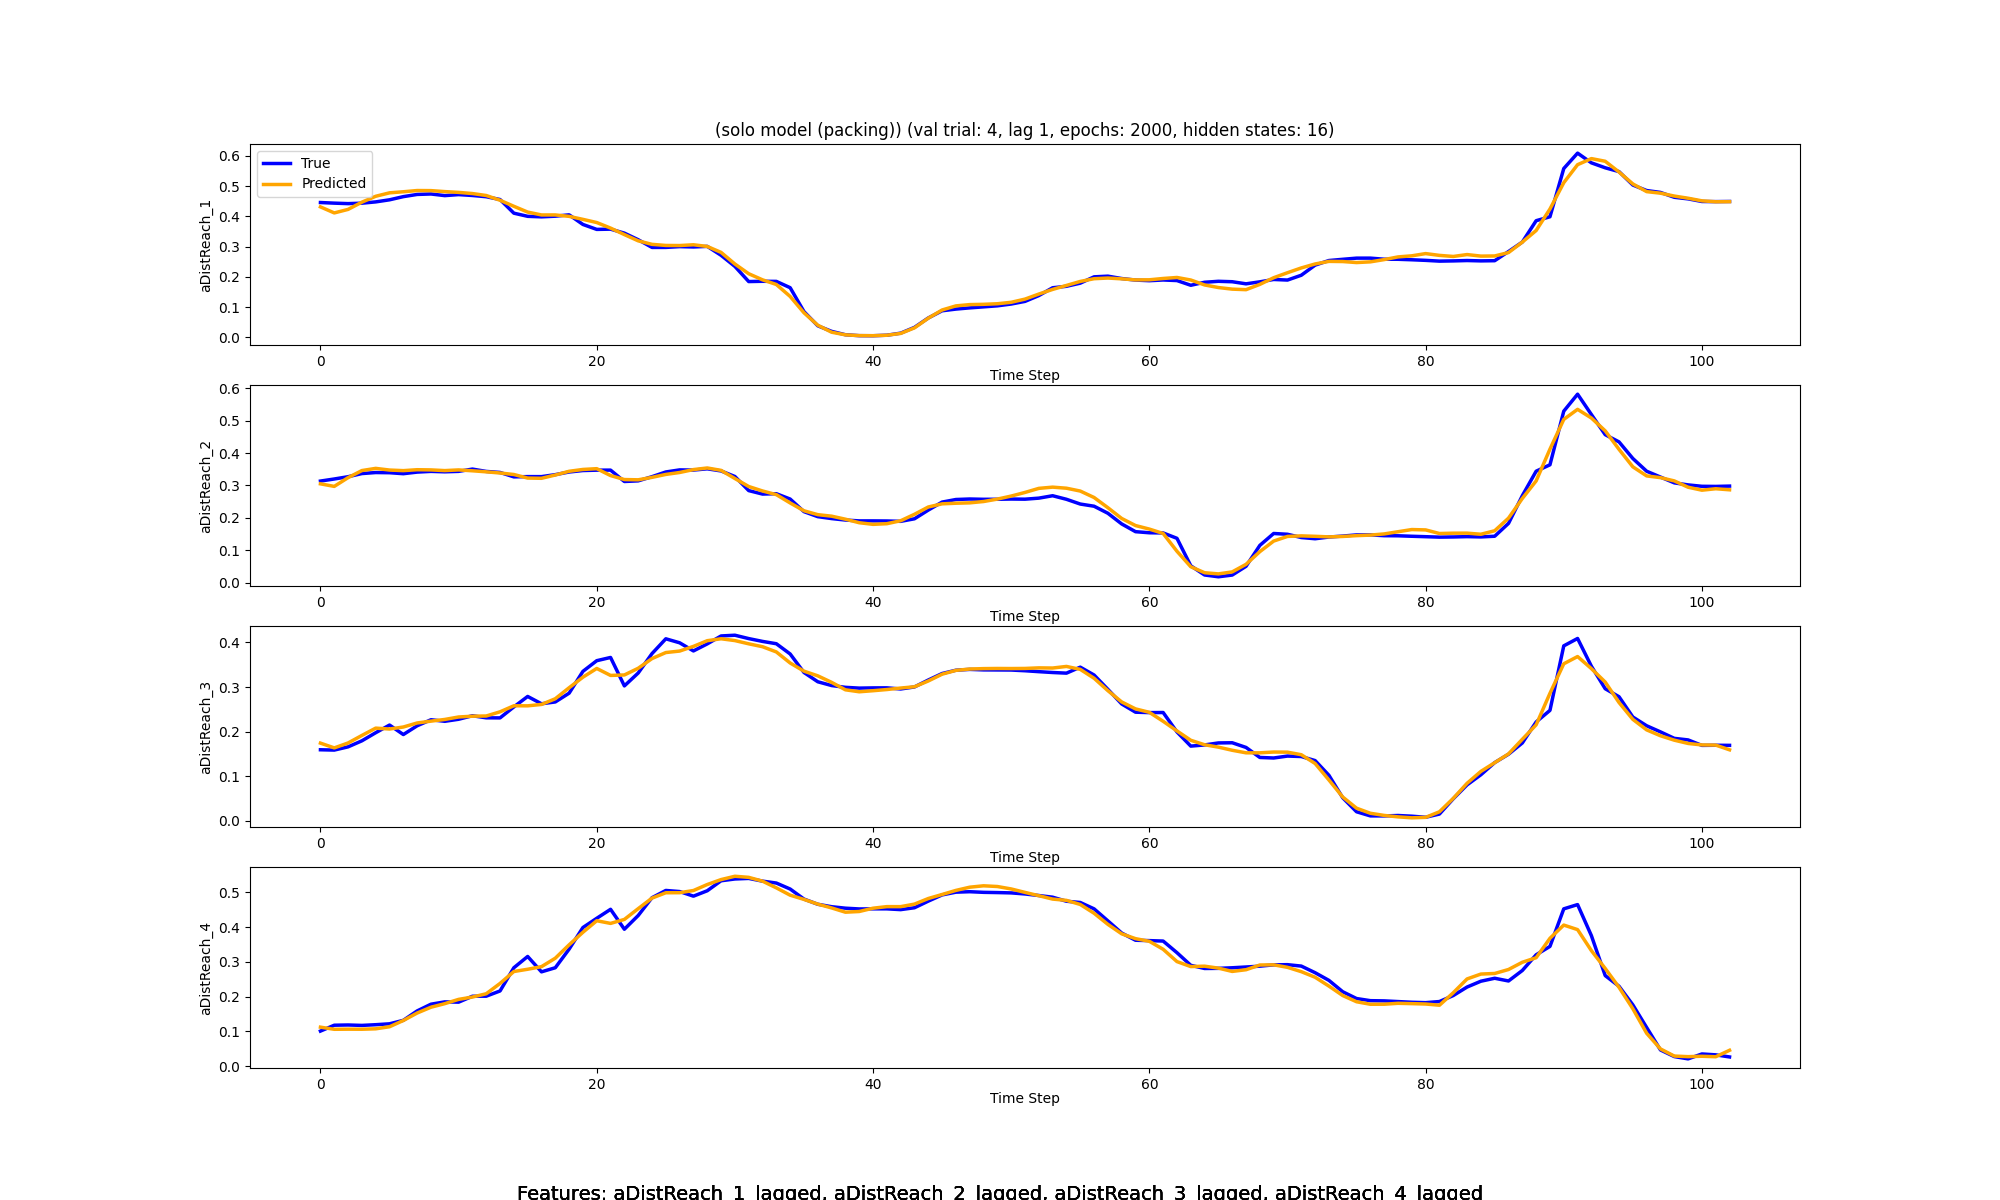 (solo model (packing)) (val trial: 4, lag 1, epochs: 2000, hidden states: 16)
True
Predicted
aDistReach_1
0.6
0.5
0.4
0.3
0.2
0.1
0.0
0 20 40 60 80 100
Time Step
aDistReach_2
0.6
0.5
0.4
0.3
0.2
0.1
0.0
0 20 40 60 80 100
Time Step
aDistReach_3
0.4
0.3
0.2
0.1
0.0
0 20 40 60 80 100
Time Step
aDistReach_4
0.5
0.4
0.3
0.2
0.1
0.0
0 20 40 60 80 100
Time Step
Features: aDistReach_1_lagged, aDistReach_2_lagged, aDistReach_3_lagged, aDistReach_4_lagged